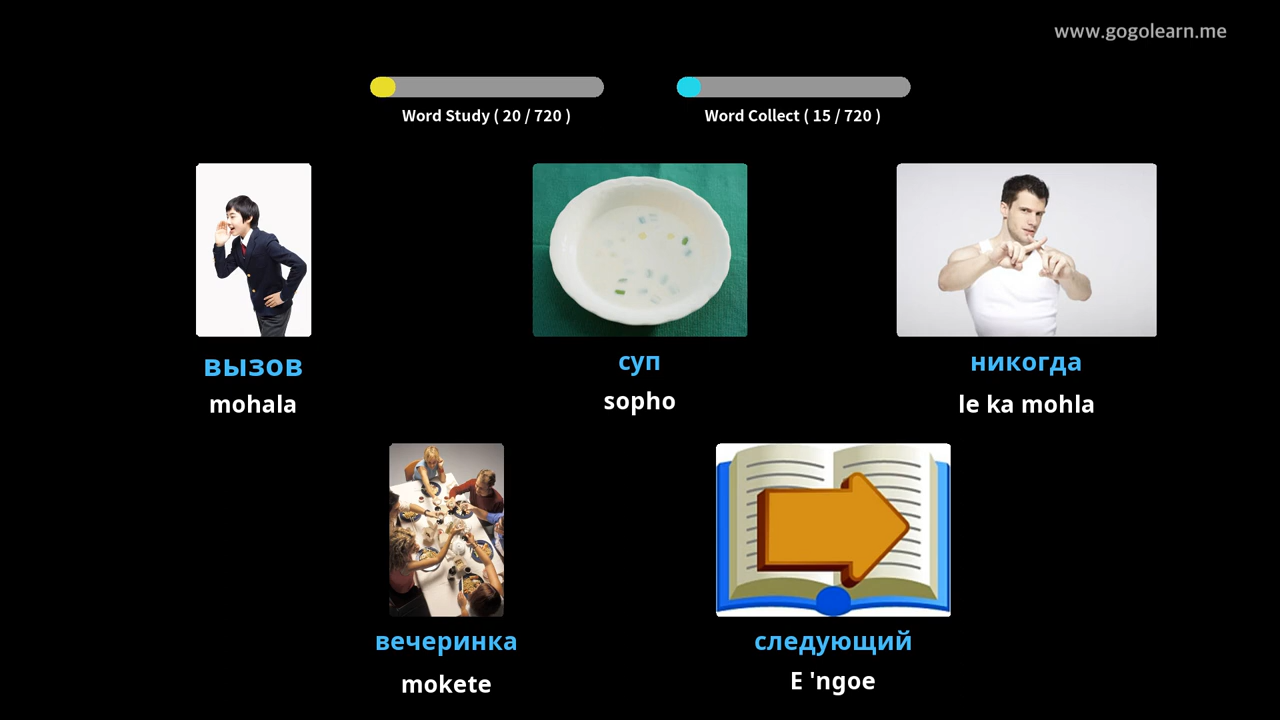 www.gogolearn.me
Word Study ( 20 / 720 )
Word Collect ( 15 / 720 )
вызов
mohala
суп
sopho
никогда
le ka mohla
вечеринка
mokete
следующий
E 'ngoe